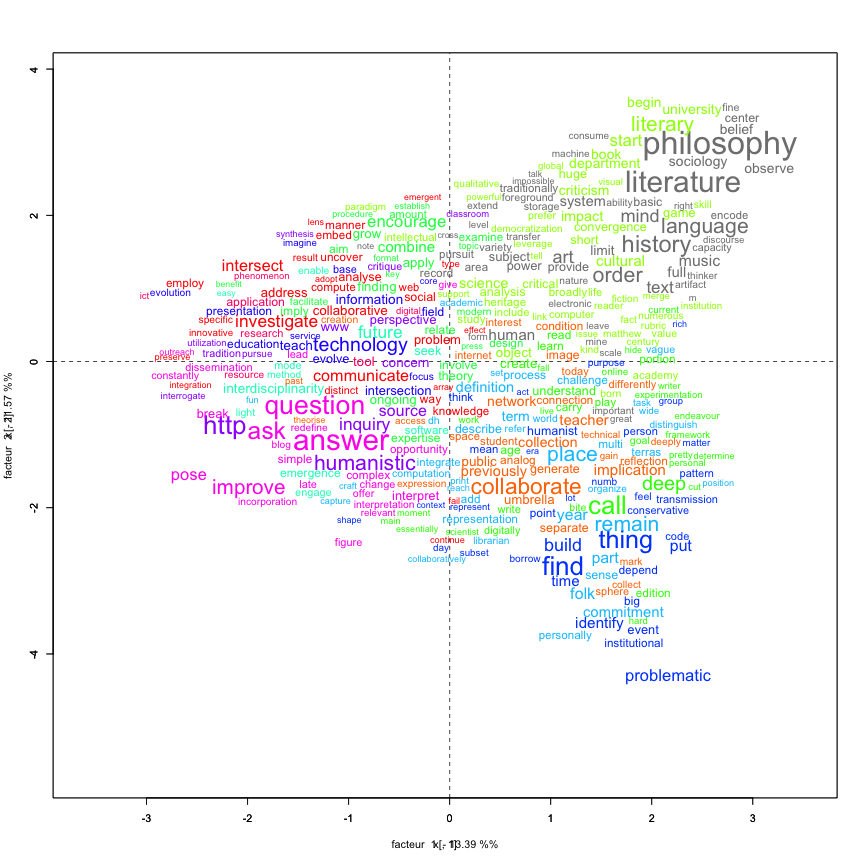 4
begin university fine
center
literary belief
consume start philosophy
machine book sociology
global department observe
talk huge
qualitative impossible visual literature
traditionally criticism
emergent powerful foreground system ability basic right skill
paradigm establish extend storage mind game
procedure amount classroom prefer impact encode
2
lens manner encourage level democratization convergence language
synthesis embed grow intellectual cross examine transfer short history discourse
imagine note combine topic variety leverage limit capacity
aim pursuit tell art
result uncover format subject cultural music
intersect enable base critique apply type area power provide order full thinker
phenomenon adopt analyse key record nature text artifact
employ benefit compute finding web core give science critical electronic
ict evolution easy address information social support analysis heritage broadlife fiction merge m
application facilitate academic reader institution
presentation imply collaborative digital field modern include link computer current
specific investigate creation perspective study interest fact numerous
innovative research www relate effect human condition leave rubric rich
service future problem form read issue matthew value
utilization education teach technology seek press design learn mine kind hide vague
outreach tradition pursue lead evolve internet object image scale portion
0
preserve tool concern involve create fall purpose
dissemination mode set process today online academy
constantly resource method communicate focus theory challenge differently writer
integration past array definition act understand born experimentation
interrogate interdisciplinarity distinct intersection think network connection play task group
fun ongoing way live carry important wide endeavour
break light question source knowledge term world teacher great distinguish
http ask theorise access dh work describe refer humanist technical person framework
redefine inquiry software space student collection multi goal deeply matter
blog answer expertise mean age era place terras pretty determine
simple opportunity public analog gain reflection personal
humanistic integrate previously generate implication pattern
pose emergence complex computation print collaborate numb deep cut position
improve late craft change expression teach organize
engage offer interpret fail add umbrella lot feel transmission
incorporation capture interpretation context represent write bite call conservative
-2
shape relevant moment representation point year remain
main scientist digitally separate
essentially continue librarian thing code
figure day subset build put
collaboratively borrow find part mark
sense depend
time collect
folk sphere edition
big
commitment
identify hard
personally event
institutional
-4
problematic
-3 -2 -1 0 1 2 3